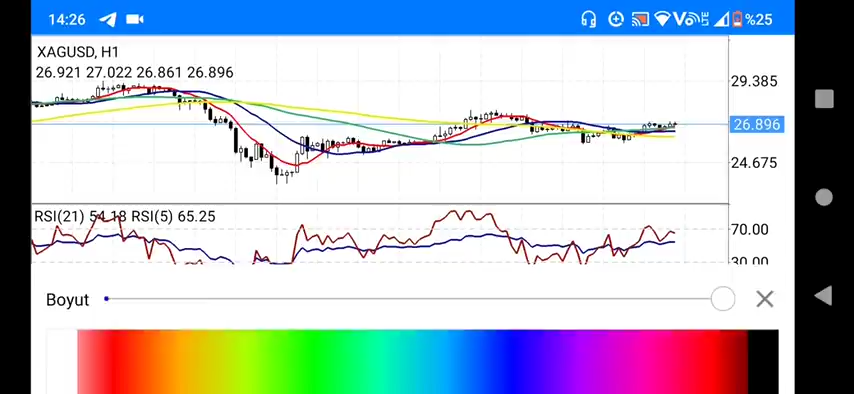 14:26
LTE
%25
XAGUSD, H1
26.921 27.022 26.861 26.896
29.385
26.896
24.675
RSI(21) 54.18 RSI(5) 65.25
70.00
30.00
Boyut